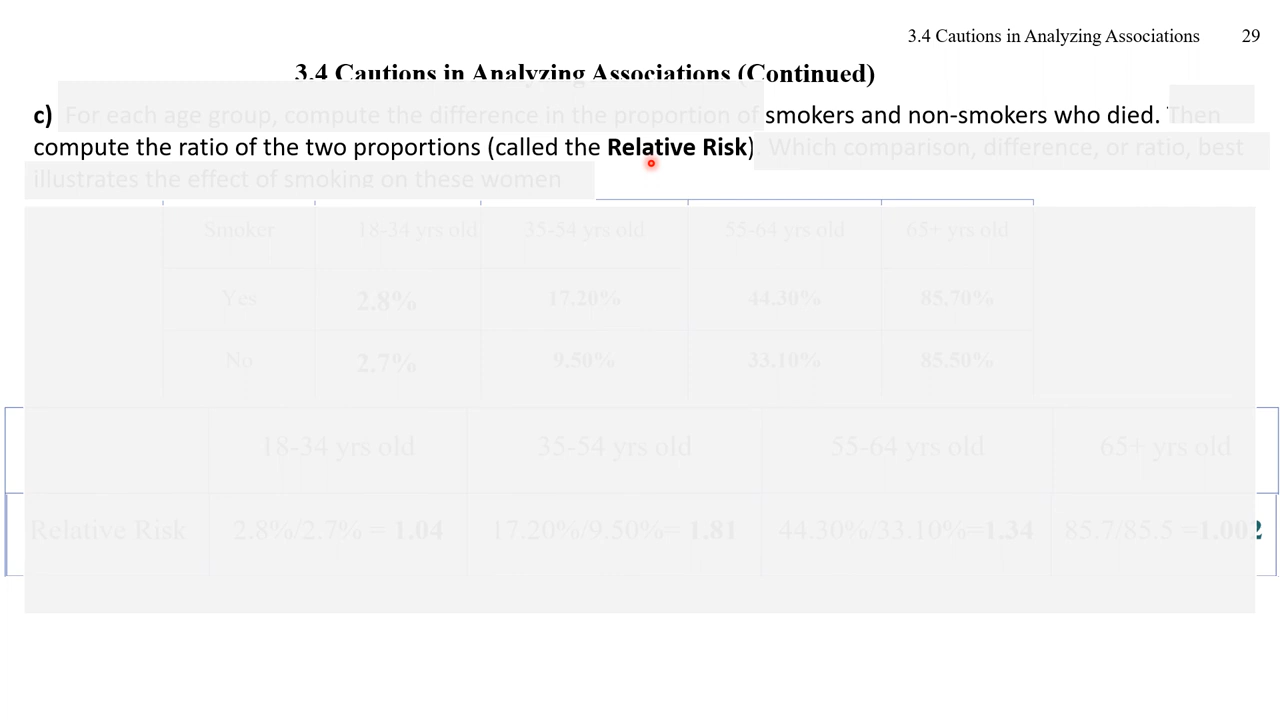 3.4 Cautions in Analyzing Associations 29
3.4 Cautions in Analyzing Associations (Continued)
c) For each age group, compute the difference in the proportion of smokers and non-smokers who died. Then
compute the ratio of the two proportions (called the Relative Risk). Which comparison, difference, or ratio, best
illustrates the effect of smoking on these women
Smoker 18-34 yrs old 35-54 yrs old 55-64 yrs old 65+ yrs old
Yes 2.8% 17.20% 44.30% 85.70%
No 2.7% 9.50% 33.10% 85.50%
18-34 yrs old 35-54 yrs old 55-64 yrs old 65+ yrs old
Relative Risk 2.8%/2.7% = 1.04 17.20%/9.50%= 1.81 44.30%/33.10%=1.34 85.7/85.5 =1.002